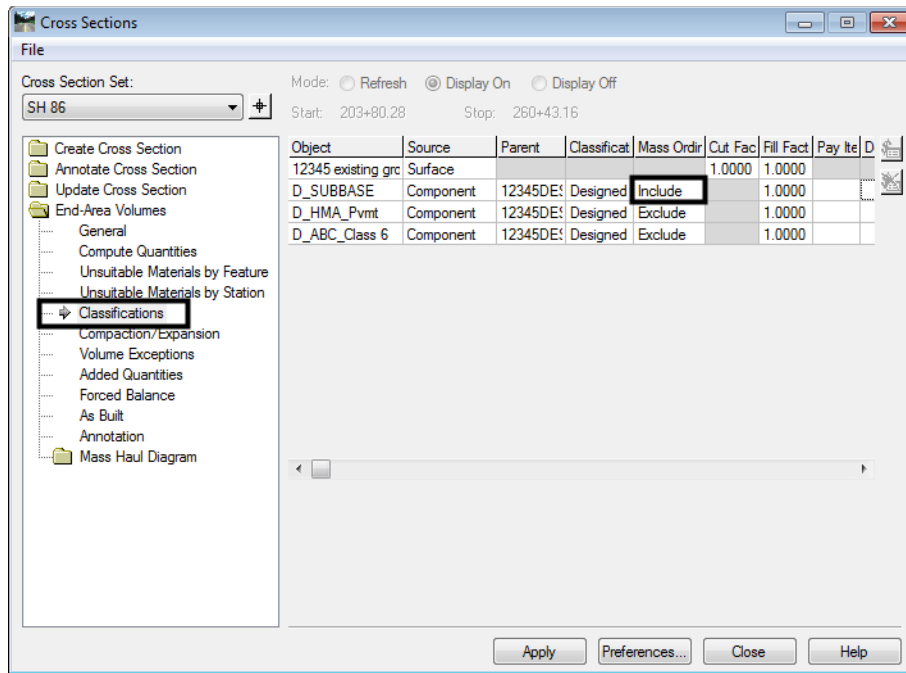 Cross Sections
File
Cross Section Set:
SH 86
Mode: Refresh Display On Display Off
Start: 203+80.28 Stop: 260+43.16
Create Cross Section
Annotate Cross Section
Update Cross Section
End-Area Volumes
General
Compute Quantities
Unsuitable Materials by Feature
Unsuitable Materials by Station
Classifications
Compaction/Expansion
Volume Exceptions
Added Quantities
Forced Balance
As Built
Annotation
Mass Haul Diagram
Object Source Parent Classificat Mass Ordir Cut Fac Fill Fact Pay Ite D
12345 existing grc Surface 1.0000 1.0000
D_SUBBASE Component 12345DES Designed Include 1.0000
D_HMA_Pvmt Component 12345DES Designed Exclude 1.0000
D_ABC_Class 6 Component 12345DES Designed Exclude 1.0000
Apply Preferences... Close Help